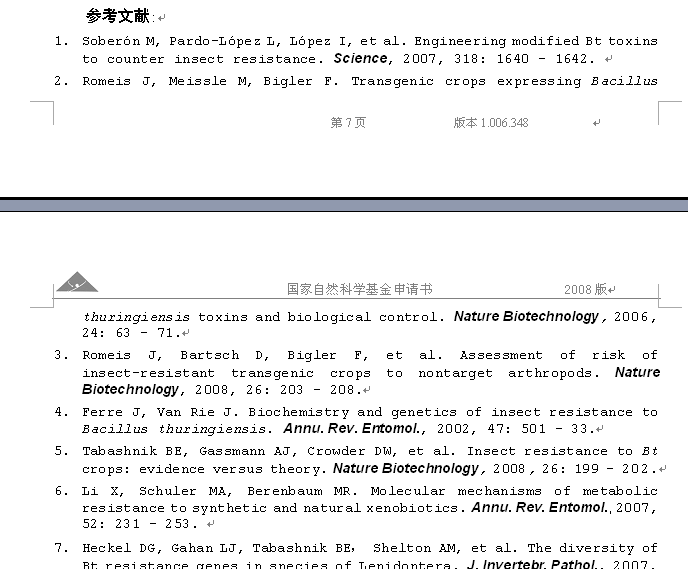 参考文献:
1. Soberón M, Pardo-López L, López I, et al. Engineering modified Bt toxins
to counter insect resistance. Science, 2007, 318: 1640 - 1642.
2. Romeis J, Meissle M, Bigler F. Transgenic crops expressing Bacillus
第 7 页 版本 1.006.348
国家自然科学基金申请书 2008 版
thuringiensis toxins and biological control. Nature Biotechnology, 2006,
24: 63 - 71.
3. Romeis J, Bartsch D, Bigler F, et al. Assessment of risk of
insect-resistant transgenic crops to nontarget arthropods. Nature
Biotechnology, 2008, 26: 203 - 208.
4. Ferre J, Van Rie J. Biochemistry and genetics of insect resistance to
Bacillus thuringiensis. Annu. Rev. Entomol., 2002, 47: 501 - 33.
5. Tabashnik BE, Gassmann AJ, Crowder DW, et al. Insect resistance to Bt
crops: evidence versus theory. Nature Biotechnology, 2008, 26: 199 - 202.
6. Li X, Schuler MA, Berenbaum MR. Molecular mechanisms of metabolic
resistance to synthetic and natural xenobiotics. Annu. Rev. Entomol., 2007,
52: 231 - 253.
7. Heckel DG, Gahan LJ, Tabashnik BE, Shelton AM, et al. The diversity of
Bt resistance genes in species of Lepidoptera. J. Invertebr. Pathol., 2007,